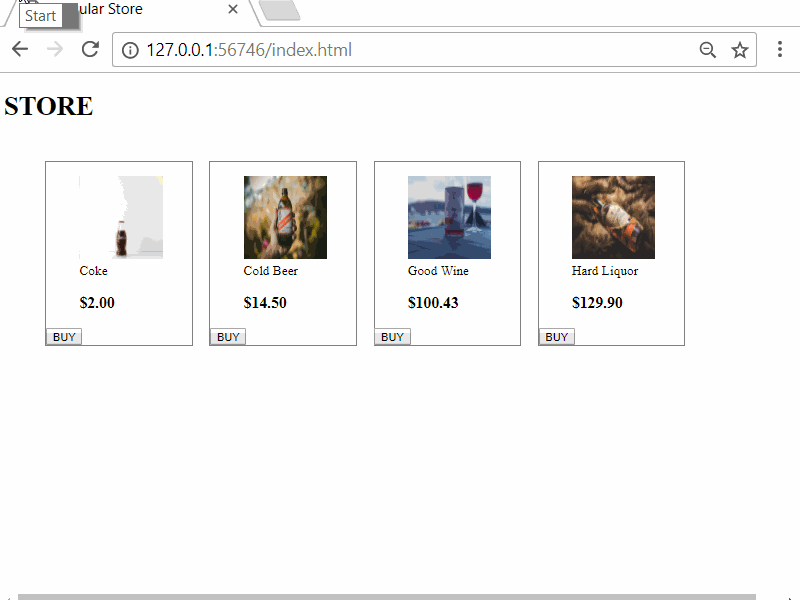 Start
ular Store
127.0.0.1:56746/index.html
STORE
Coke
$2.00
BUY
Cold Beer
$14.50
BUY
Good Wine
$100.43
BUY
Hard Liquor
$129.90
BUY